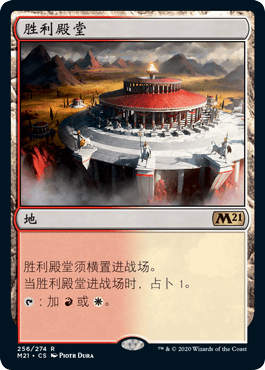 胜利殿堂
地
M21
胜利殿堂须横置进战场。
当胜利殿堂进战场时，占卜 1。
：加 或 。
256/274 R
M21 • CS Piotr Dura
™ & © 2020 Wizards of the Coast